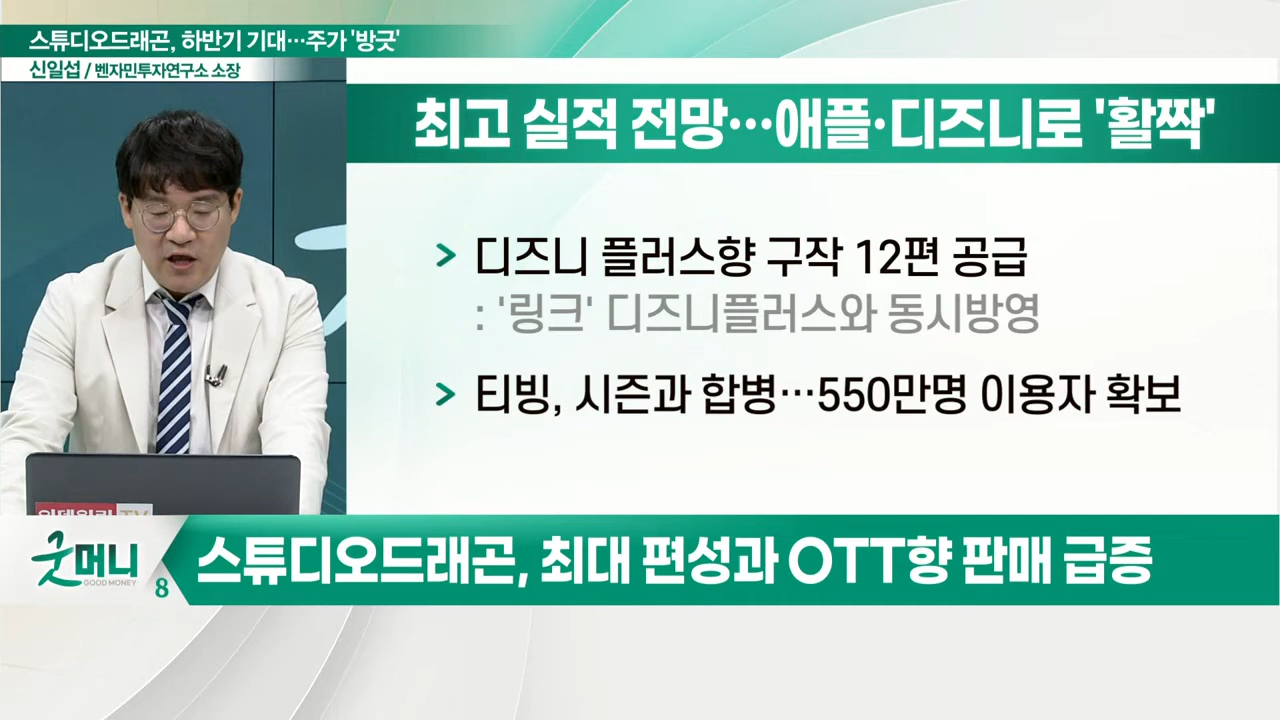 스튜디오드래곤, 하반기 기대…주가 '방긋'
신일섭 / 벤자민투자연구소 소장
최고 실적 전망…애플·디즈니로 '활짝'
> 디즈니 플러스향 구작 12편 공급
: '링크' 디즈니플러스와 동시방영
> 티빙, 시즌과 합병…550만명 이용자 확보
굿머니
GOOD MONEY
8
스튜디오드래곤, 최대 편성과 OTT향 판매 급증